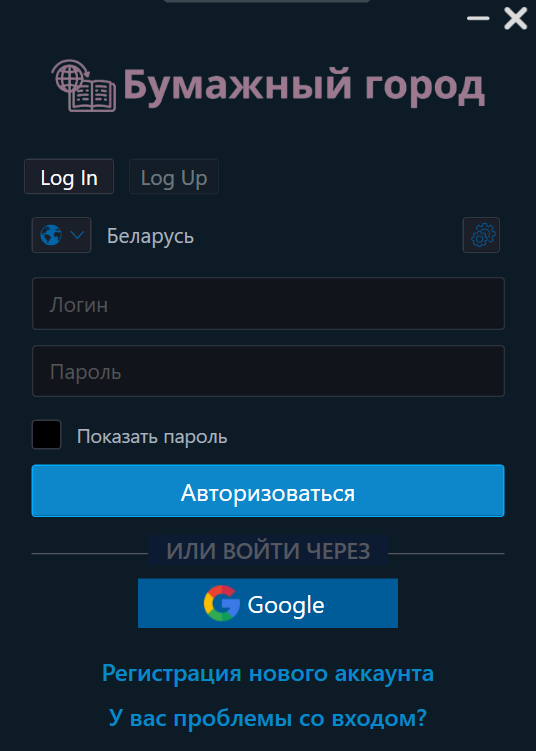 Бумажный город
Log In
Log Up
Беларусь
Логин
Пароль
Показать пароль
Авторизоваться
ИЛИ ВОЙТИ ЧЕРЕЗ
Google
Регистрация нового аккаунта
У вас проблемы со входом?